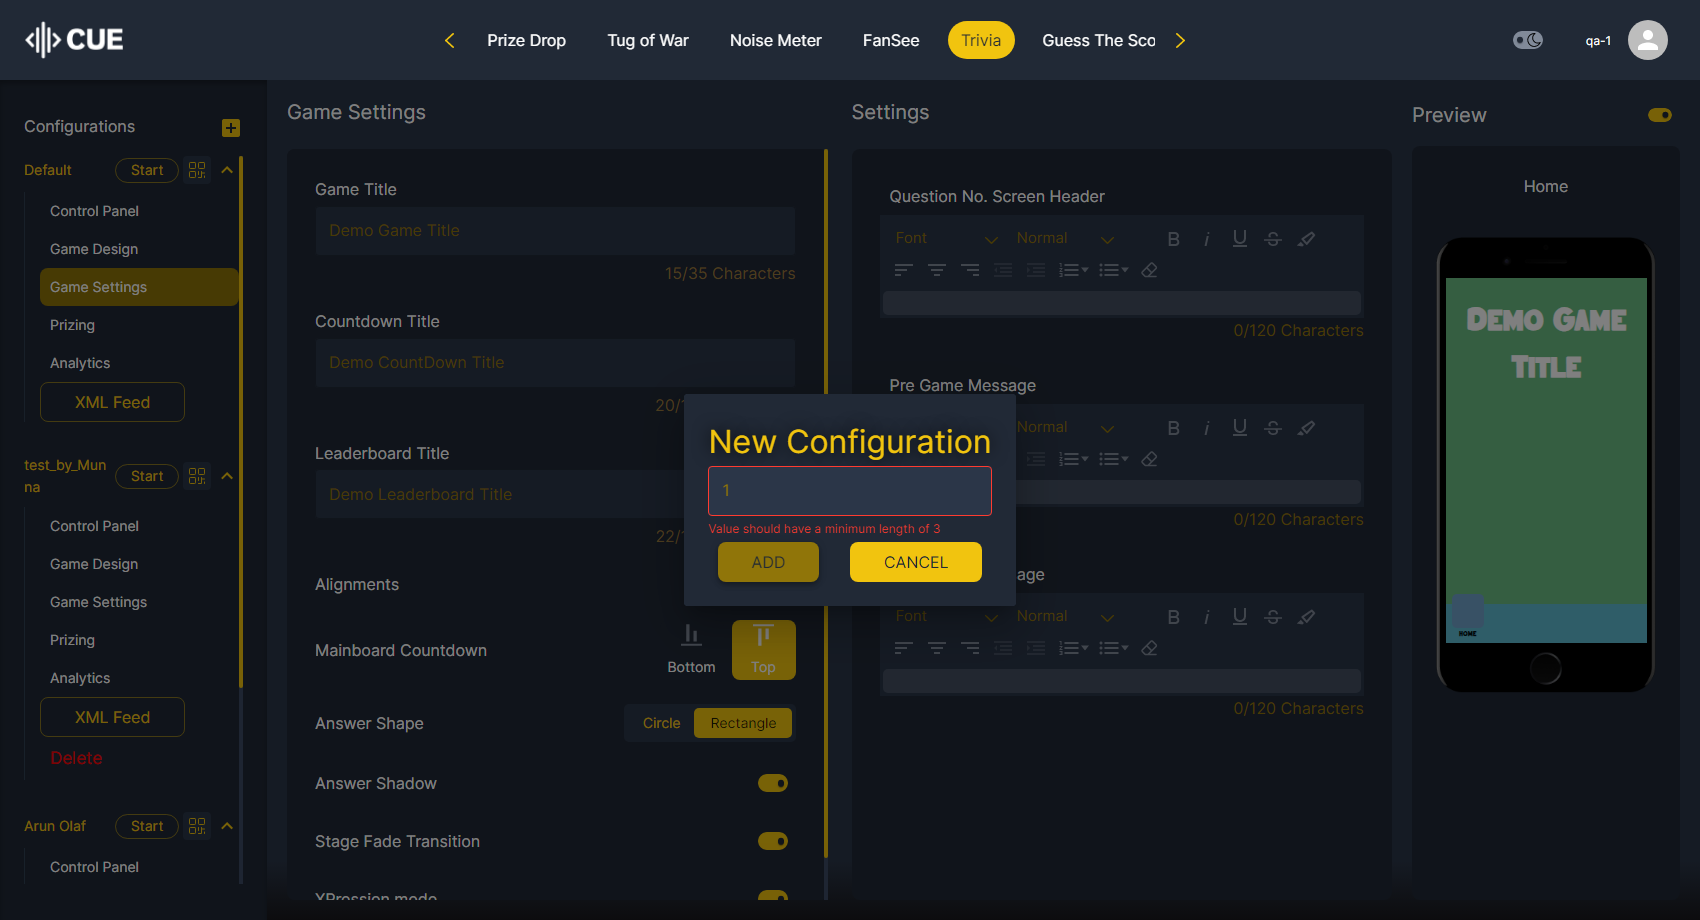 CUE
Prize Drop
Tug of War
Noise Meter
FanSee
Trivia
Guess The Sco
qa-1
Configurations
Default
Start
Control Panel
Game Design
Game Settings
Prizing
Analytics
XML Feed
test_by_Mun
na
Start
Control Panel
Game Design
Game Settings
Prizing
Analytics
XML Feed
Delete
Arun Olaf
Start
Control Panel
Game Settings
Game Title
Demo Game Title
15/35 Characters
Countdown Title
Demo CountDown Title
20/
Leaderboard Title
Demo Leaderboard Title
22/
Alignments
Mainboard Countdown
Bottom
Top
Answer Shape
Circle
Rectangle
Answer Shadow
Stage Fade Transition
XPression mode
New Configuration
1
Value should have a minimum length of 3
ADD
CANCEL
Settings
Question No. Screen Header
Font
Normal
B
i
U
S
0/120 Characters
Pre Game Message
Normal
B
i
U
S
0/120 Characters
age
Font
Normal
B
i
U
S
0/120 Characters
Preview
Home
Demo Game
Title
HOME